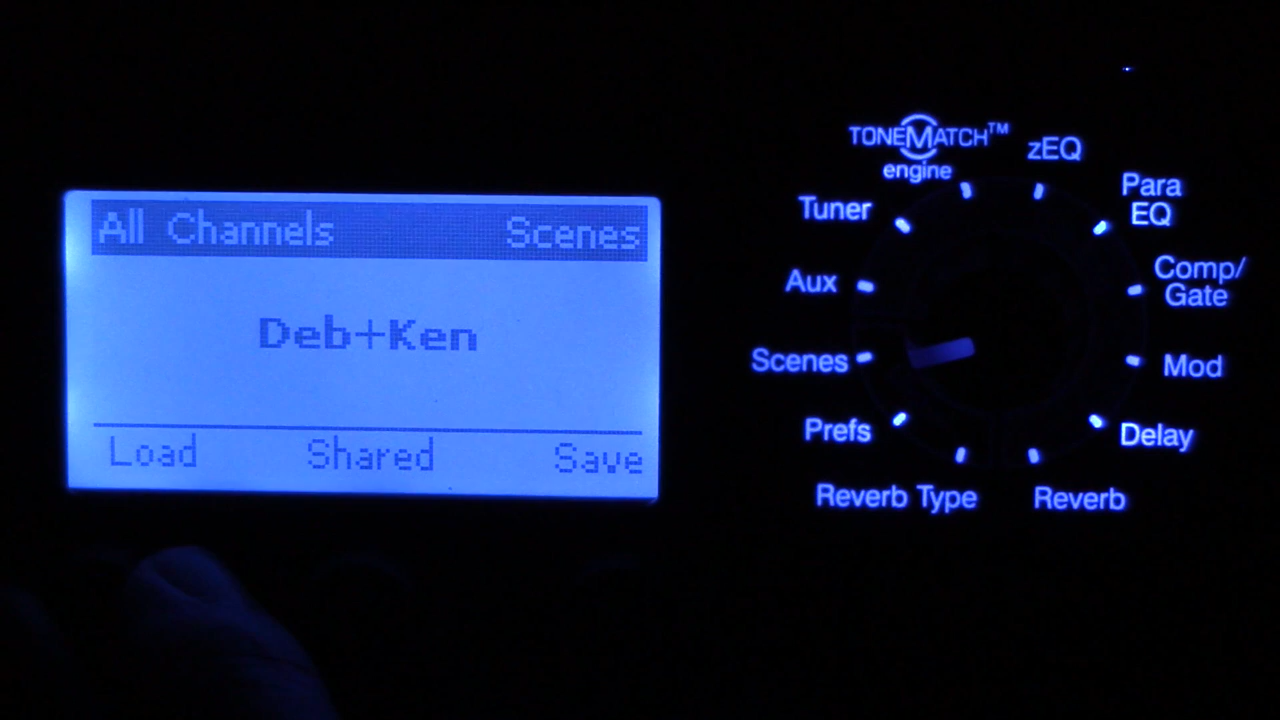 All Channels Scenes
Deb+Ken
Load Shared Save
TONEMATCH™
engine
zEQ
Para
EQ
Comp/
Gate
Mod
Delay
Reverb
Reverb Type
Prefs
Scenes
Aux
Tuner